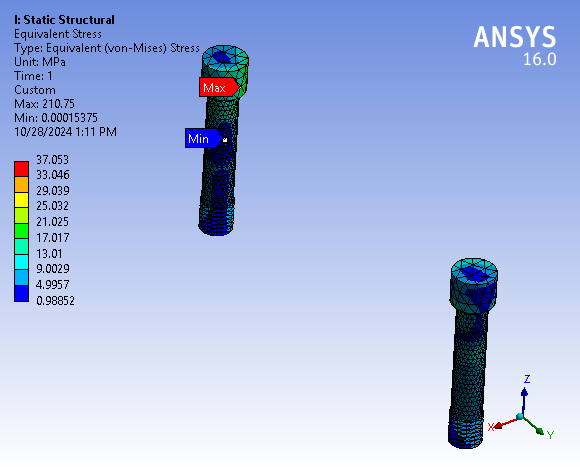 I: Static Structural
Equivalent Stress
Type: Equivalent (von-Mises) Stress
Unit: MPa
Time: 1
Custom
Max: 210.75
Min: 0.00015375
10/28/2024 1:11 PM
ANSYS
16.0
Max
Min
37.053
33.046
29.039
25.032
21.025
17.017
13.01
9.0029
4.9957
0.98852
Z
X
Y